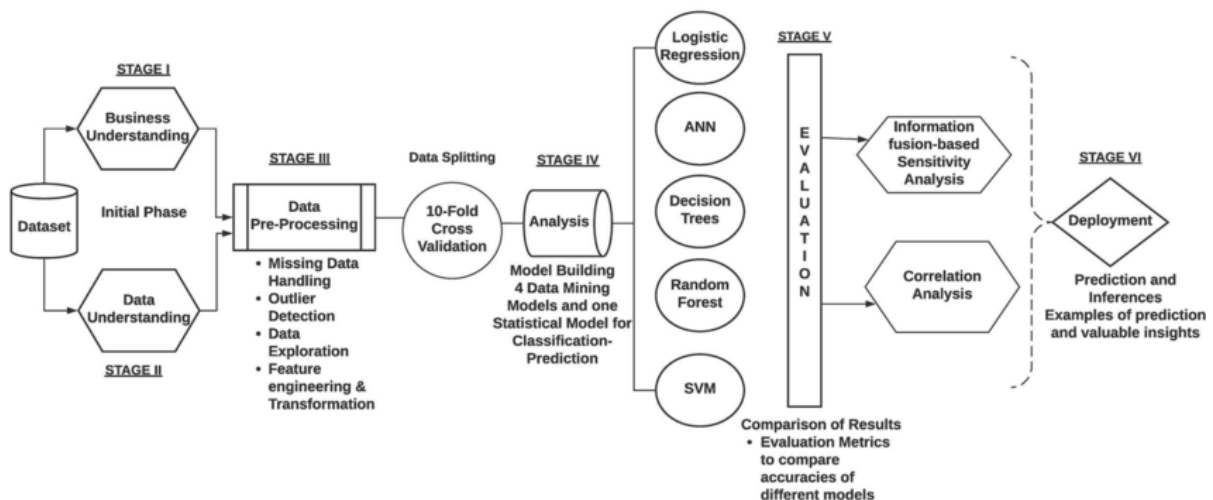 STAGE I
Business
Understanding
Dataset
Initial Phase
Data
Understanding
STAGE II
STAGE III
Data
Pre-Processing
• Missing Data
Handling
• Outlier
Detection
• Data
Exploration
• Feature
engineering &
Transformation
Data Splitting
10-Fold
Cross
Validation
STAGE IV
Analysis
Model Building
4 Data Mining
Models and one
Statistical Model for
Classification-
Prediction
Logistic
Regression
ANN
Decision
Trees
Random
Forest
SVM
STAGE V
EVALUATION
Comparison of Results
• Evaluation Metrics
to compare
accuracies of
different models
Information
fusion-based
Sensitivity
Analysis
Correlation
Analysis
STAGE VI
Deployment
Prediction and
Inferences
Examples of prediction
and valuable insights